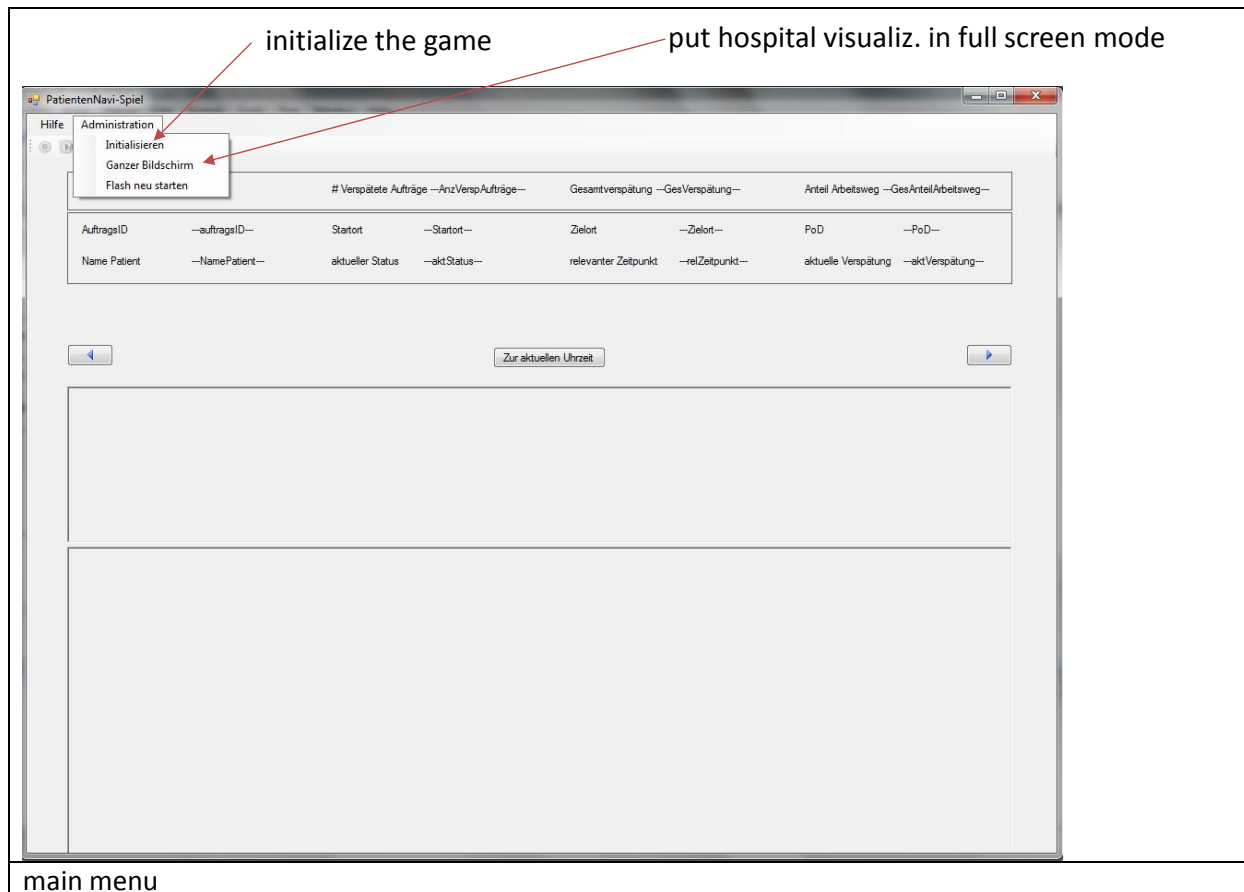 initialize the game
put hospital visualiz. in full screen mode
PatientenNavi-Spiel
Hilfe Administration
Initialisieren
Ganzer Bildschirm
Flash neu starten
# Verspätete Aufträge ---AnzVerspAufträge--- Gesamtverspätung ---GesVerspätung--- Anteil Arbeitsweg ---GesAnteilArbeitsweg---
AuftragsID ---auftragsID--- Startort ---Startort--- Zielort ---Zielort--- PoD ---PoD---
Name Patient ---NamePatient--- aktueller Status ---aktStatus--- relevanter Zeitpunkt ---relZeitpunkt--- aktuelle Verspätung ---aktVerspätung---
Zur aktuellen Uhrzeit
main menu